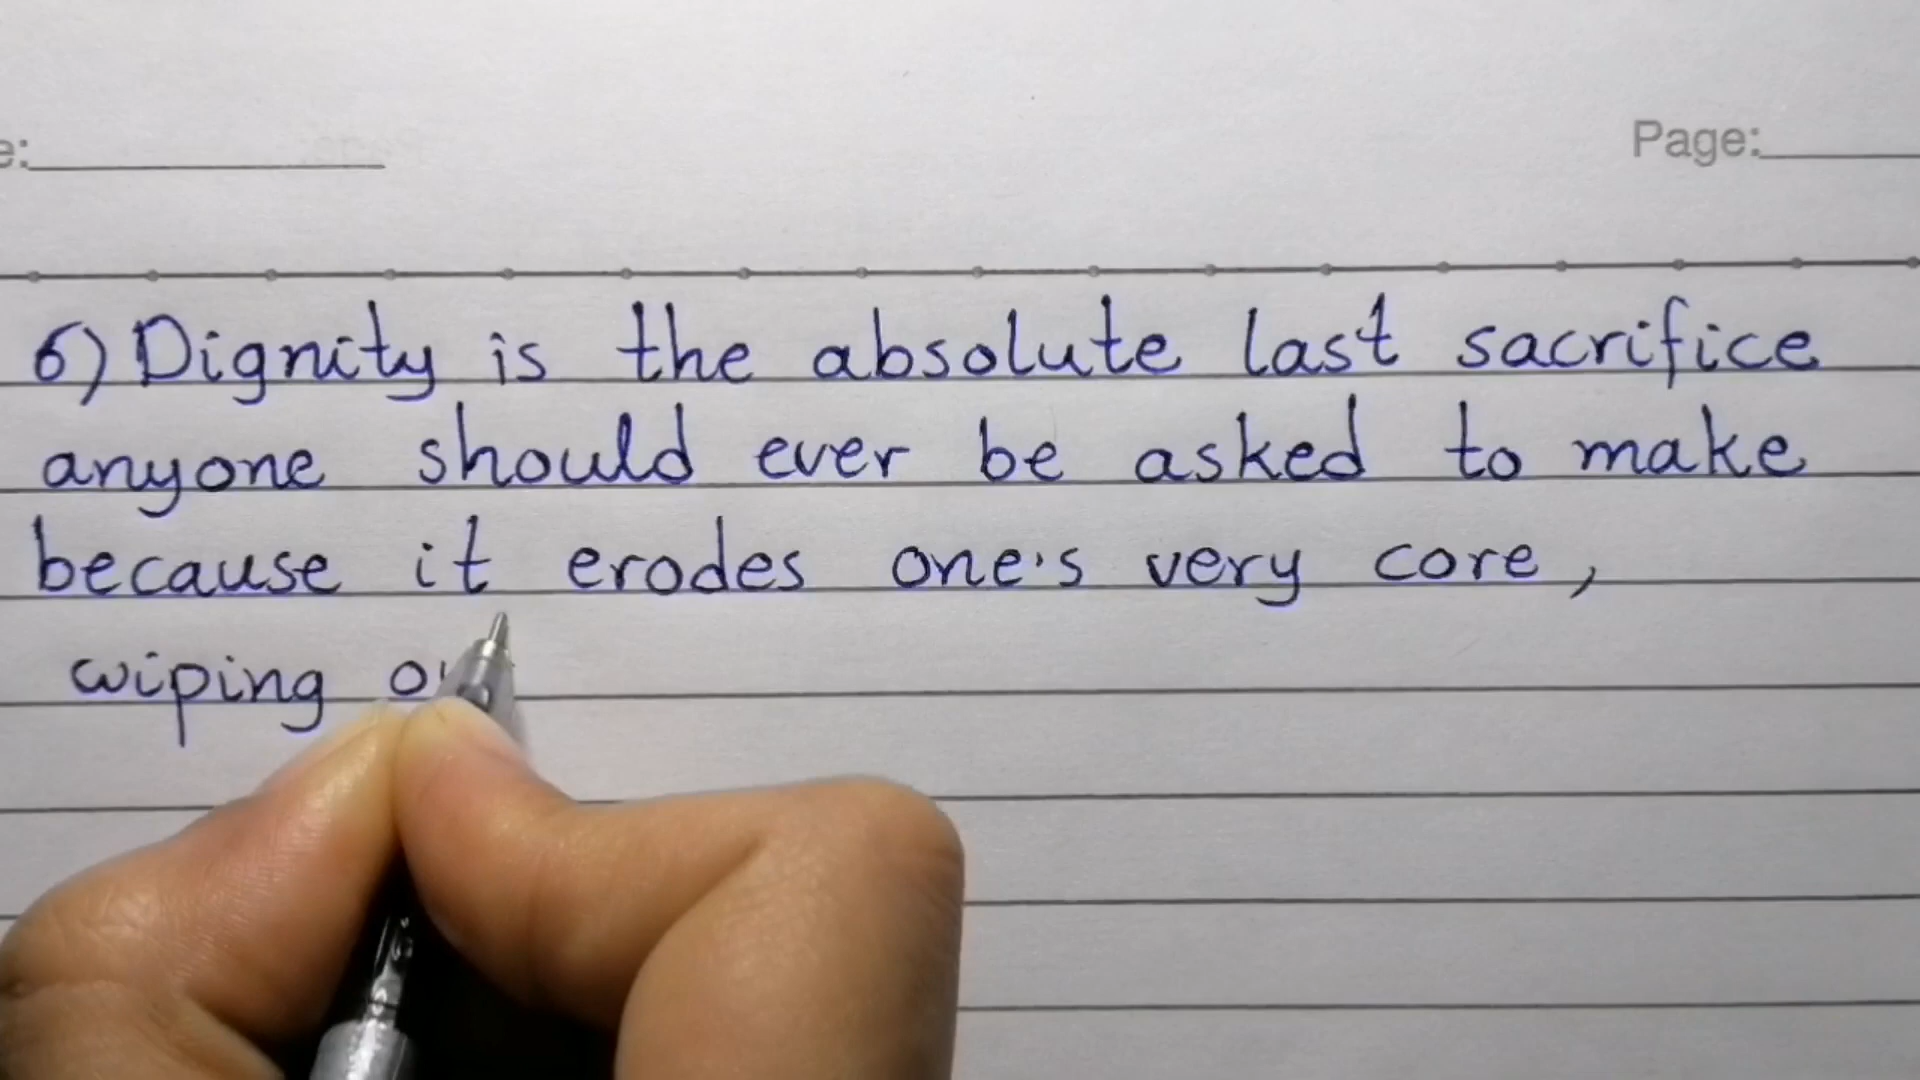 e:
Page:
6) Dignity is the absolute last sacrifice
anyone should ever be asked to make
because it erodes one's very core,
wiping